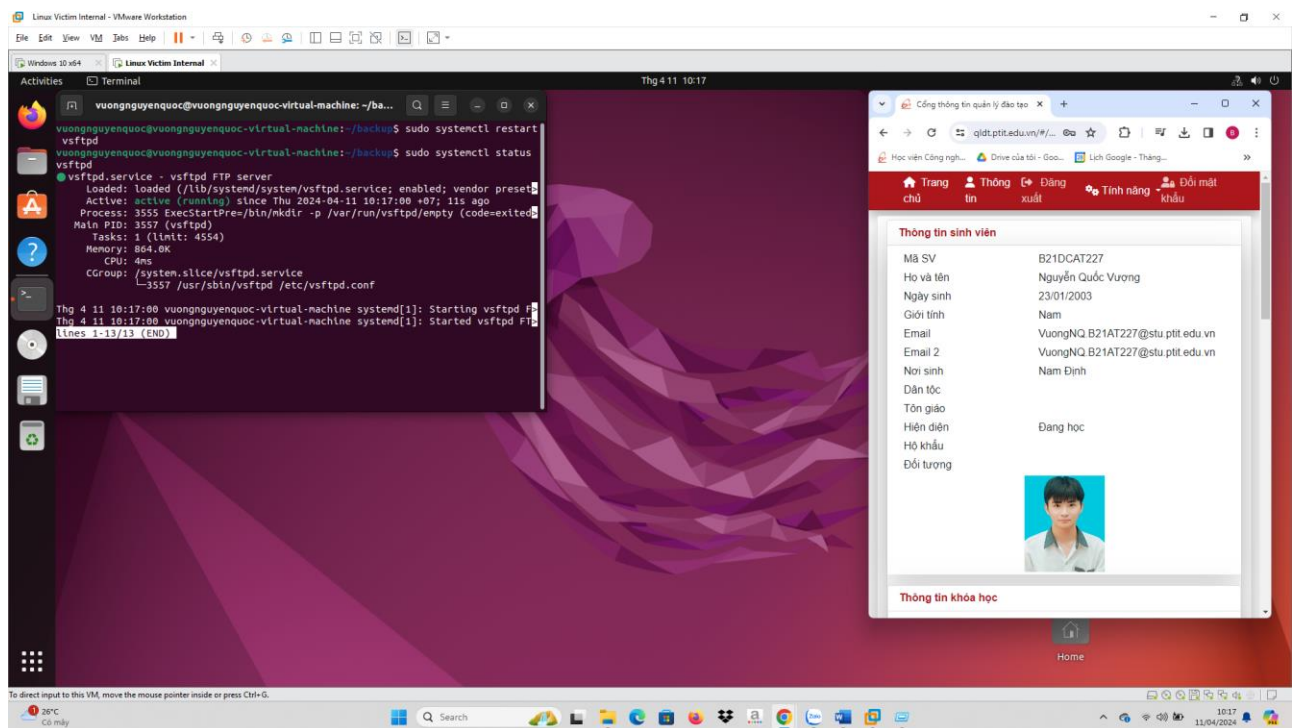 Linux Victim Internal - VMware Workstation
File Edit View VM Tabs Help
Windows 10 x64
Linux Victim Internal
Activities Terminal Thg 4 11 10:17
vuongnguyenquoc@vuongnguyenquoc-virtual-machine: ~/ba...
vuongnguyenquoc@vuongnguyenquoc-virtual-machine:~/backup$ sudo systemctl restart
vsftpd
vuongnguyenquoc@vuongnguyenquoc-virtual-machine:~/backup$ sudo systemctl status
vsftpd
● vsftpd.service - vsftpd FTP server
Loaded: loaded (/lib/systemd/system/vsftpd.service; enabled; vendor preset>
Active: active (running) since Thu 2024-04-11 10:17:00 +07; 11s ago
Process: 3555 ExecStartPre=/bin/mkdir -p /var/run/vsftpd/empty (code=exited>
Main PID: 3557 (vsftpd)
Tasks: 1 (limit: 4554)
Memory: 864.0K
CPU: 4ms
CGroup: /system.slice/vsftpd.service
└─3557 /usr/sbin/vsftpd /etc/vsftpd.conf
Thg 4 11 10:17:00 vuongnguyenquoc-virtual-machine systemd[1]: Starting vsftpd F>
Thg 4 11 10:17:00 vuongnguyenquoc-virtual-machine systemd[1]: Started vsftpd FT>
lines 1-13/13 (END)
Cổng thông tin quản lý đào tạo
qldt.ptit.edu.vn/#/...
Học viện Công ngh... Drive của tôi - Goo... Lịch Google - Tháng...
Trang chủ Thông tin Đăng xuất Tính năng Đổi mật khẩu
Thông tin sinh viên
Mã SV B21DCAT227
Họ và tên Nguyễn Quốc Vượng
Ngày sinh 23/01/2003
Giới tính Nam
Email VuongNQ.B21AT227@stu.ptit.edu.vn
Email 2 VuongNQ.B21AT227@stu.ptit.edu.vn
Nơi sinh Nam Định
Dân tộc
Tôn giáo
Hiện diện Đang học
Hộ khẩu
Đối tượng
Thông tin khóa học
Home
To direct input to this VM, move the mouse pointer inside or press Ctrl+G.
26°C
Có mây
Search
10:17
11/04/2024